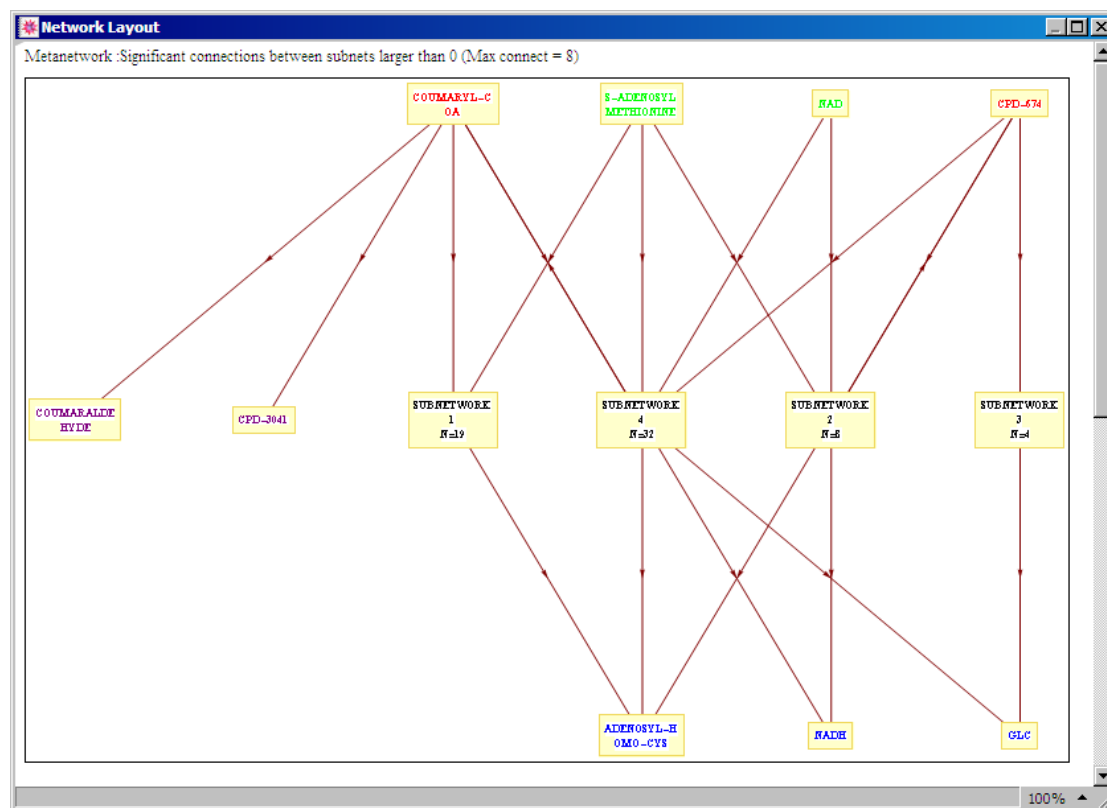 Network Layout
Metanetwork :Significant connections between subnets larger than 0 (Max connect = 8)
COUMARYL-C
OA
S-ADENOSYL
METHIONINE
NAD
CPD-674
COUMARALDE
HYDE
CPD-3041
SUBNETWORK
1
N=19
SUBNETWORK
4
N=32
SUBNETWORK
2
N=8
SUBNETWORK
3
N=4
ADENOSYL-H
OMO-CYS
NADH
GLC
100%